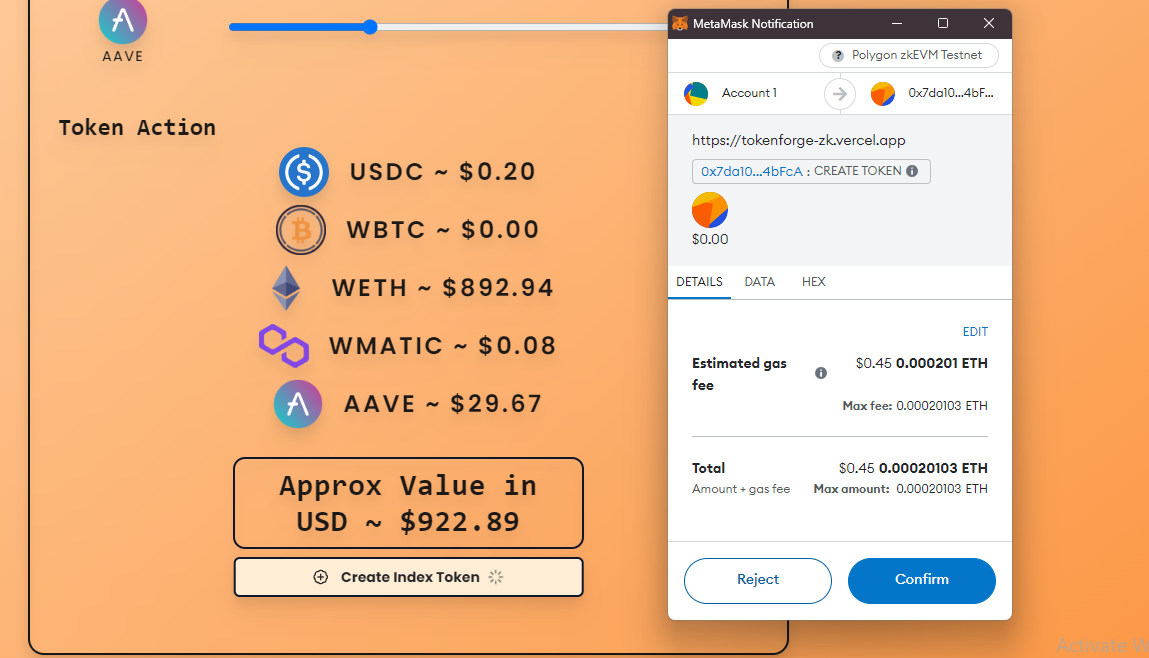 AAVE
Token Action
USDC ~ $0.20
WBTC ~ $0.00
WETH ~ $892.94
WMATIC ~ $0.08
AAVE ~ $29.67
Approx Value in
USD ~ $922.89
Create Index Token
MetaMask Notification
Polygon zkEVM Testnet
Account 1
0x7da10...4bF...
https://tokenforge-zk.vercel.app
0x7da10...4bFcA : CREATE TOKEN
$0.00
DETAILS DATA HEX
EDIT
Estimated gas $0.45 0.000201 ETH
fee
Max fee: 0.00020103 ETH
Total $0.45 0.00020103 ETH
Amount + gas fee Max amount: 0.00020103 ETH
Reject Confirm
Activate W